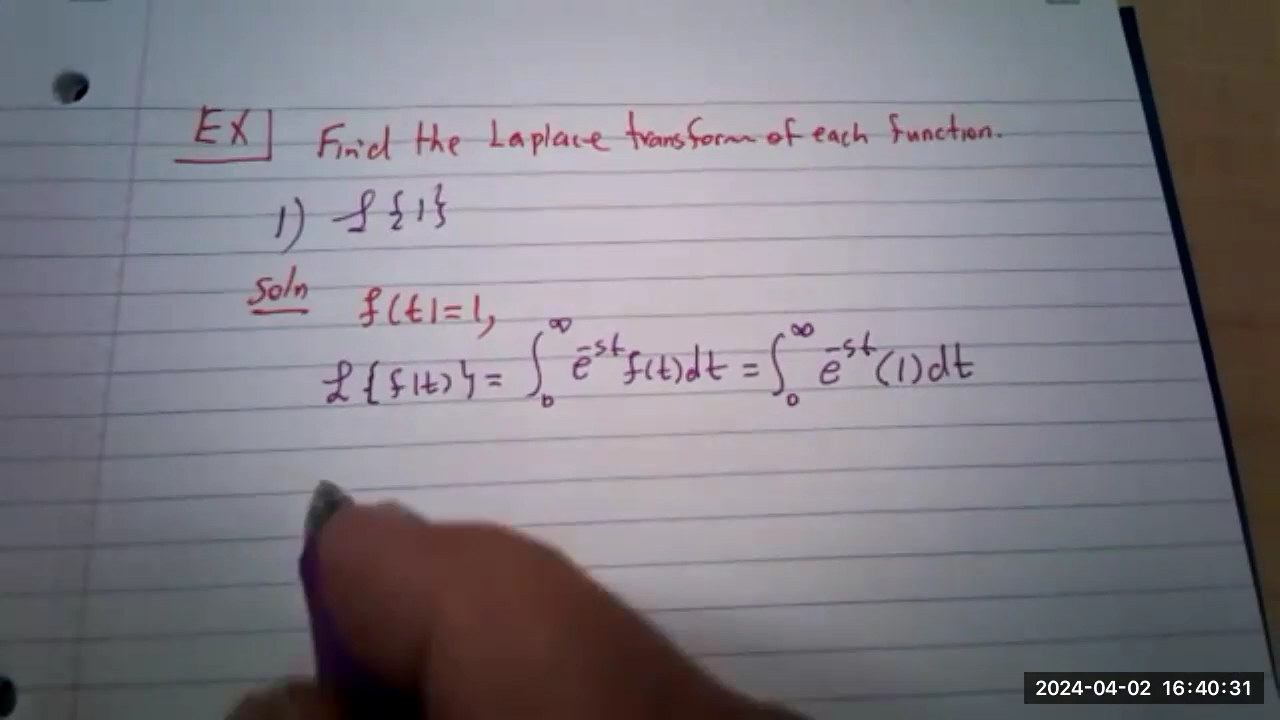 EX] Find the Laplace transform of each function.
1) ℒ{1}
Soln f(t)=1,
ℒ{f(t)} = ∫₀^∞ e^{-st} f(t)dt = ∫₀^∞ e^{-st} (1)dt
2024-04-02 16:40:31